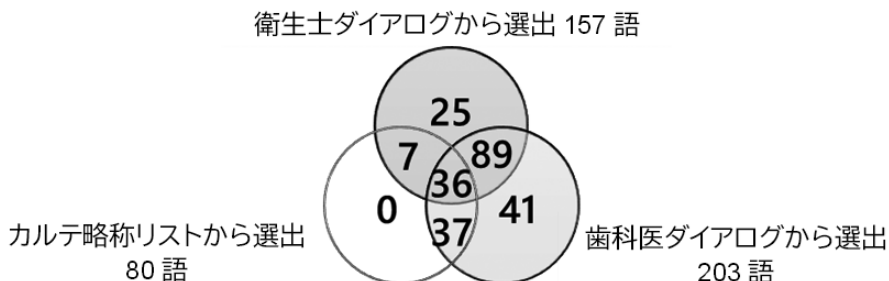 衛生士ダイアログから選出 157 語
25
7
89
36
0
41
37
カルテ略称リストから選出
80 語
歯科医ダイアログから選出
203 語